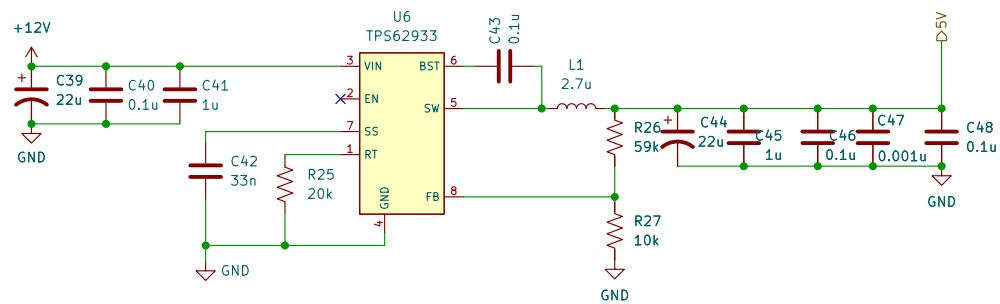 +12V
C39
22u
C40
0.1u
C41
1u
GND
U6
TPS62933
3
VIN
2
EN
7
SS
1
RT
BST
6
SW
5
FB
8
GND
4
C42
33n
R25
20k
GND
C43
0.1u
L1
2.7u
R26
59k
R27
10k
GND
C44
22u
C45
1u
C46
0.1u
C47
0.001u
C48
0.1u
5V
GND